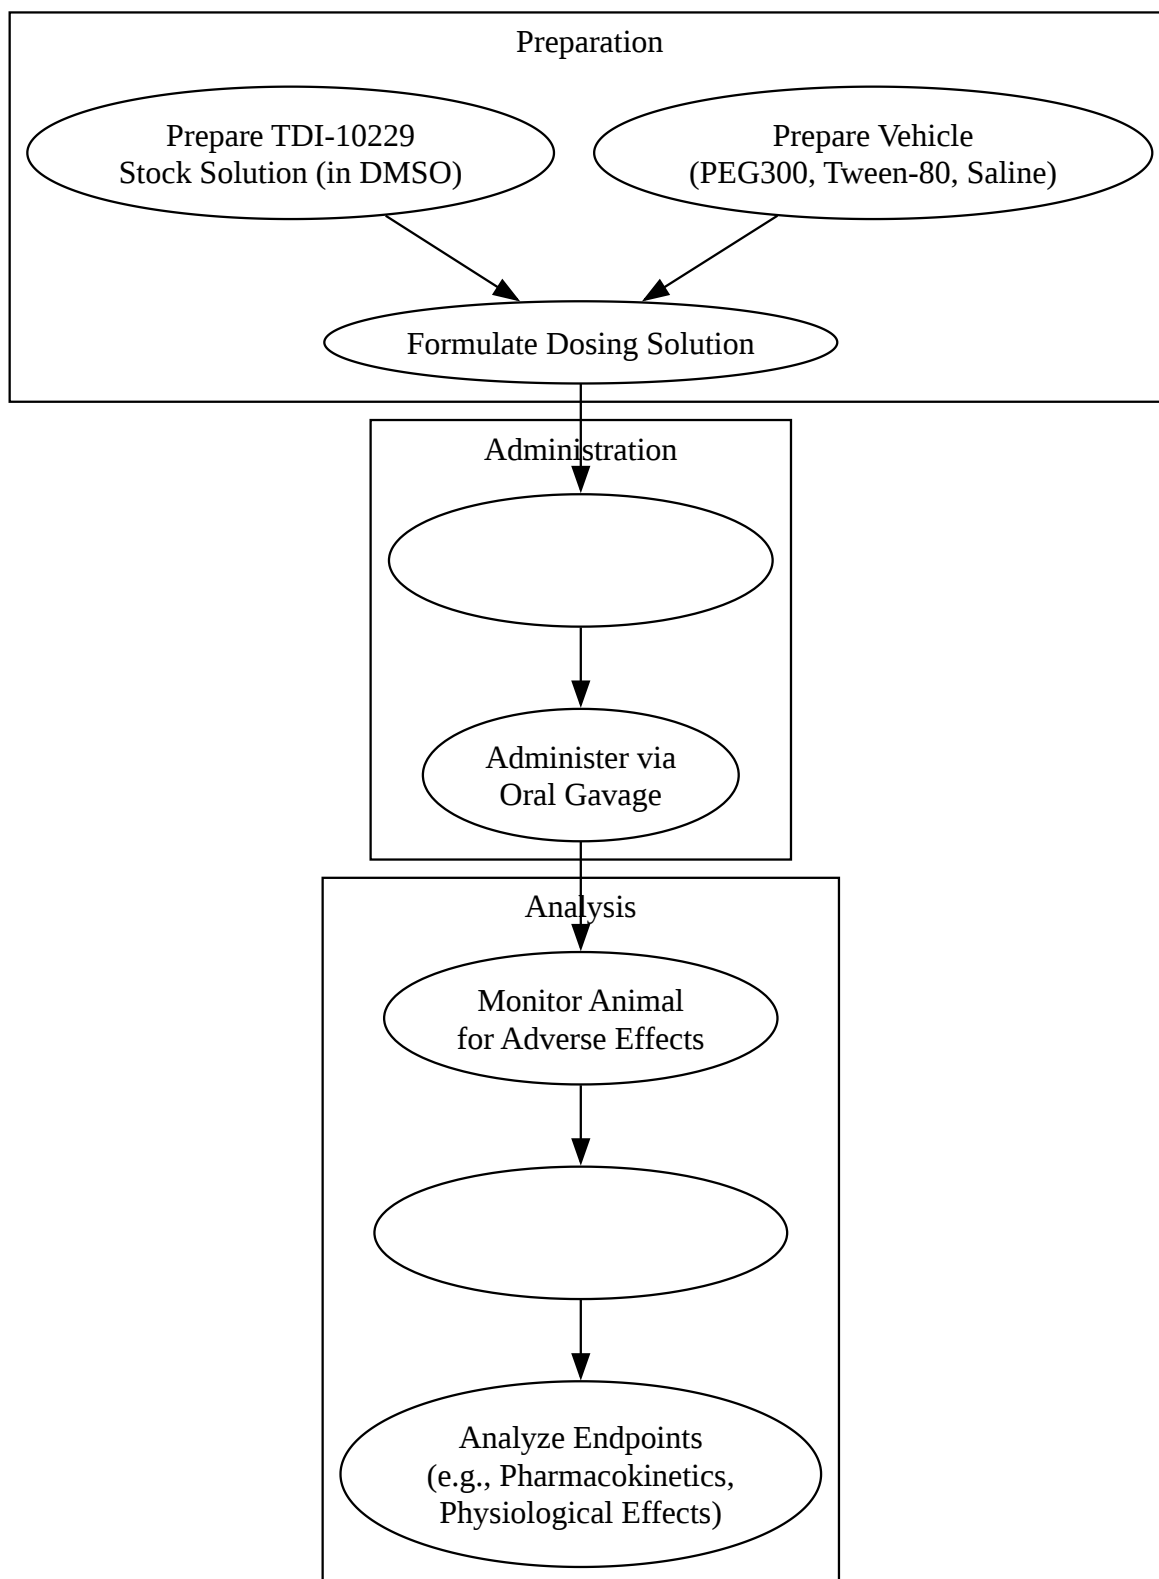 Preparation
Prepare TDI-10229
Stock Solution (in DMSO)
Prepare Vehicle
(PEG300, Tween-80, Saline)
Formulate Dosing Solution
Administration
Administer via
Oral Gavage
Analysis
Monitor Animal
for Adverse Effects
Analyze Endpoints
(e.g., Pharmacokinetics,
Physiological Effects)